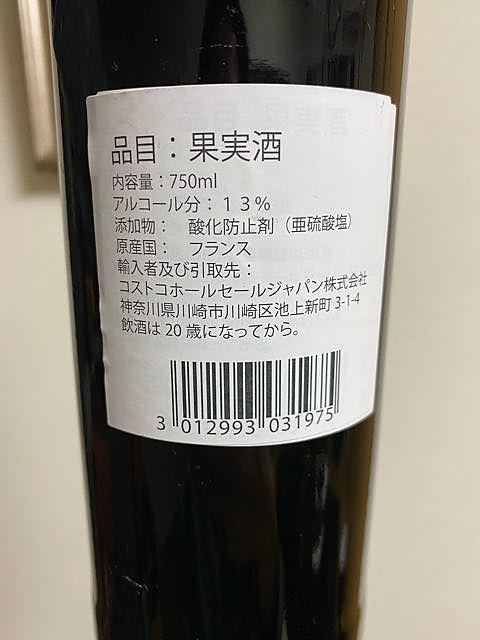 品目：果実酒
内容量：750ml
アルコール分：１３％
添加物：　酸化防止剤（亜硫酸塩）
原産国：　フランス
輸入者及び引取先：
コストコホールセールジャパン株式会社
神奈川県川崎市川崎区池上新町 3-1-4
飲酒は 20 歳になってから。
3 012993 031975